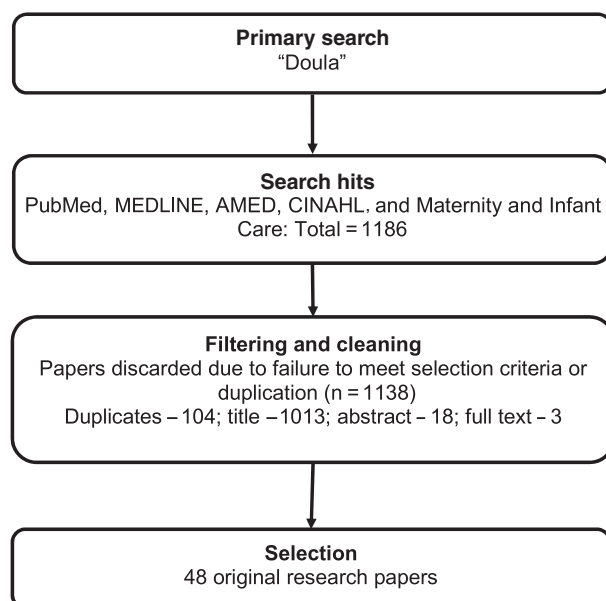 Primary search
"Doula"
Search hits
PubMed, MEDLINE, AMED, CINAHL, and Maternity and Infant
Care: Total = 1186
Filtering and cleaning
Papers discarded due to failure to meet selection criteria or
duplication (n = 1138)
Duplicates – 104; title –1013; abstract – 18; full text – 3
Selection
48 original research papers